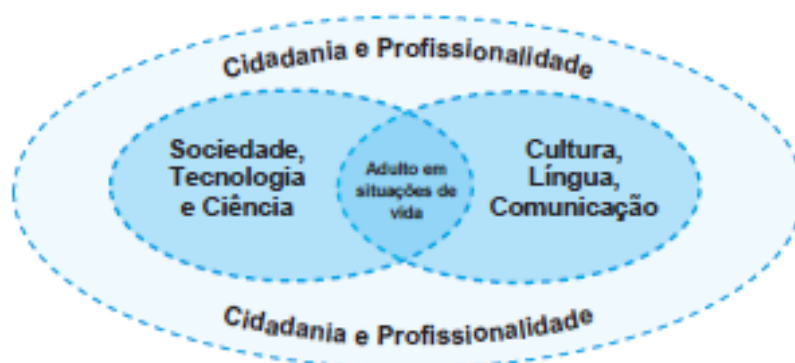 Cidadania e Profissionalidade
Sociedade,
Tecnologia
e Ciência
Adulto em
situações de
vida
Cultura,
Língua,
Comunicação
Cidadania e Profissionalidade